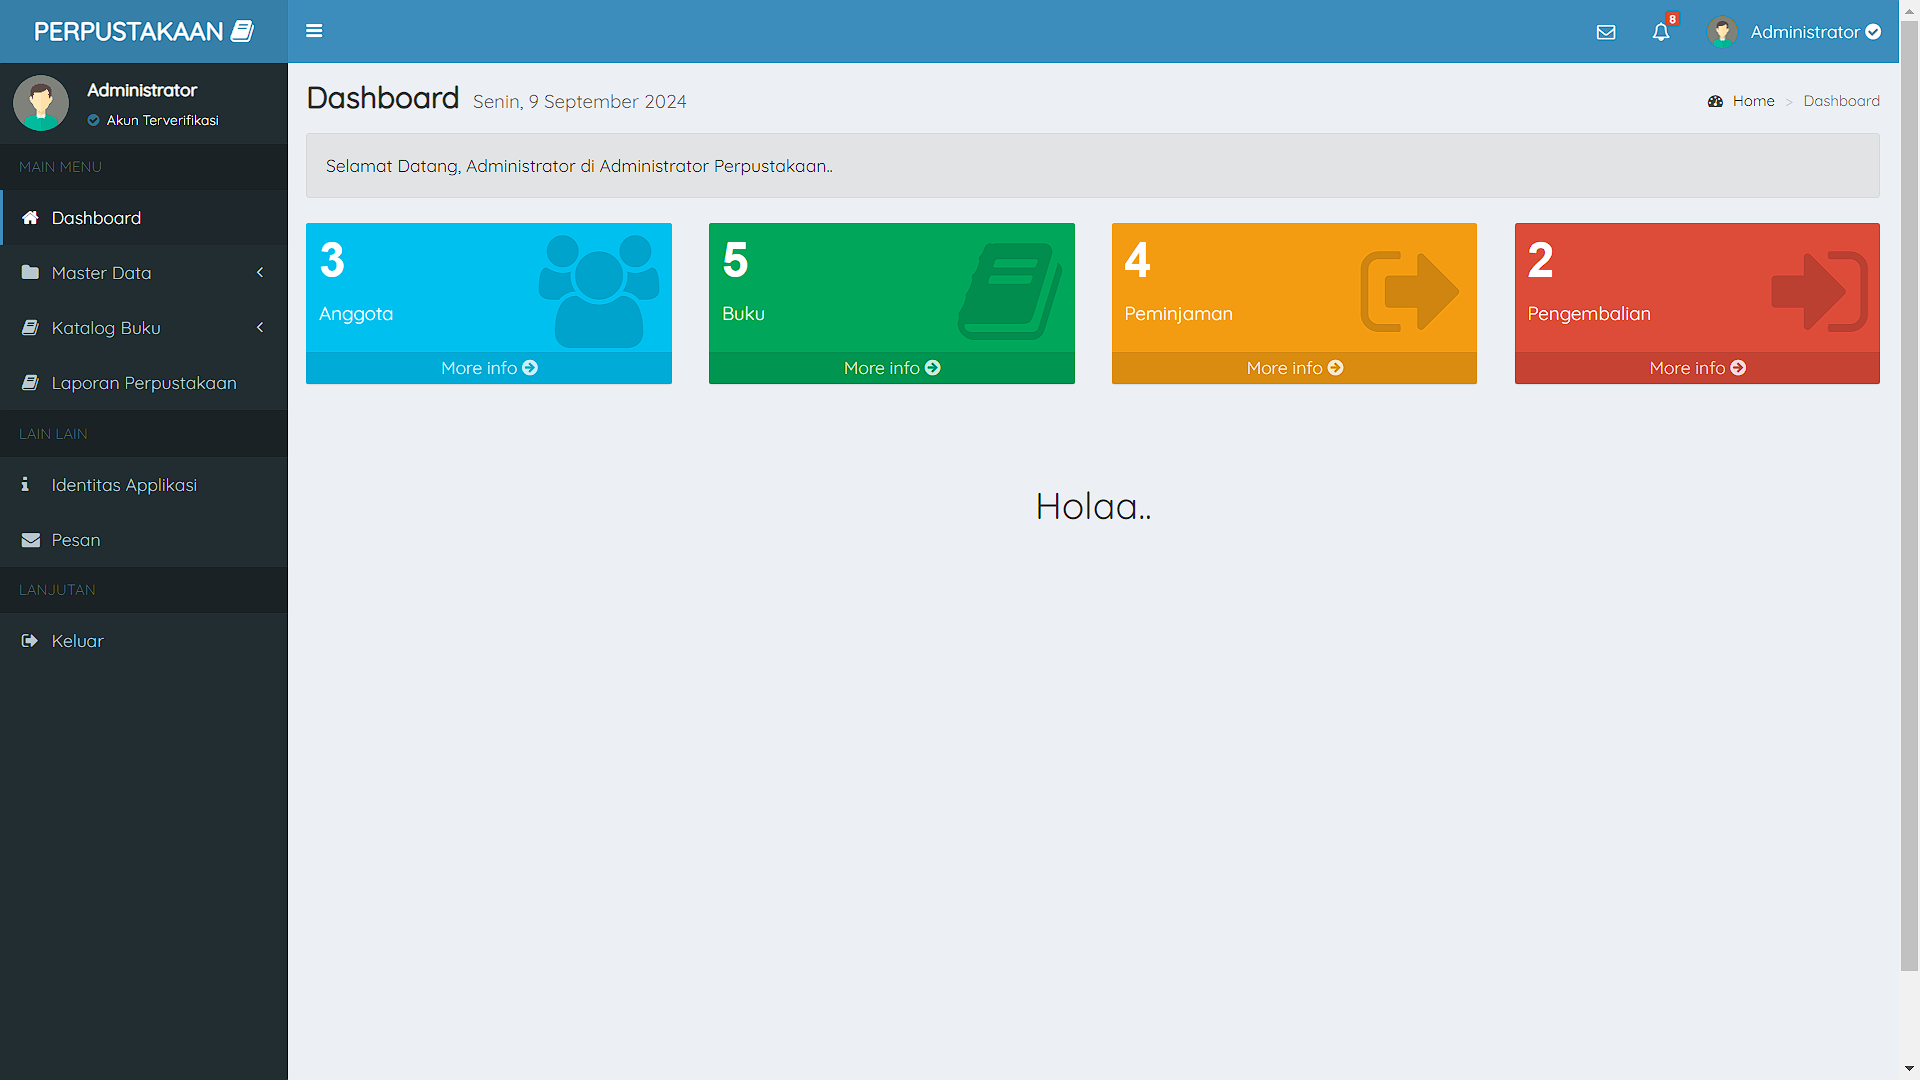 PERPUSTAKAAN
8
Administrator
Administrator
Akun Terverifikasi
MAIN MENU
Dashboard
Master Data
Katalog Buku
Laporan Perpustakaan
LAIN LAIN
Identitas Applikasi
Pesan
LANJUTAN
Keluar
Dashboard Senin, 9 September 2024
Home > Dashboard
Selamat Datang, Administrator di Administrator Perpustakaan..
3
Anggota
More info
5
Buku
More info
4
Peminjaman
More info
2
Pengembalian
More info
Holaa..